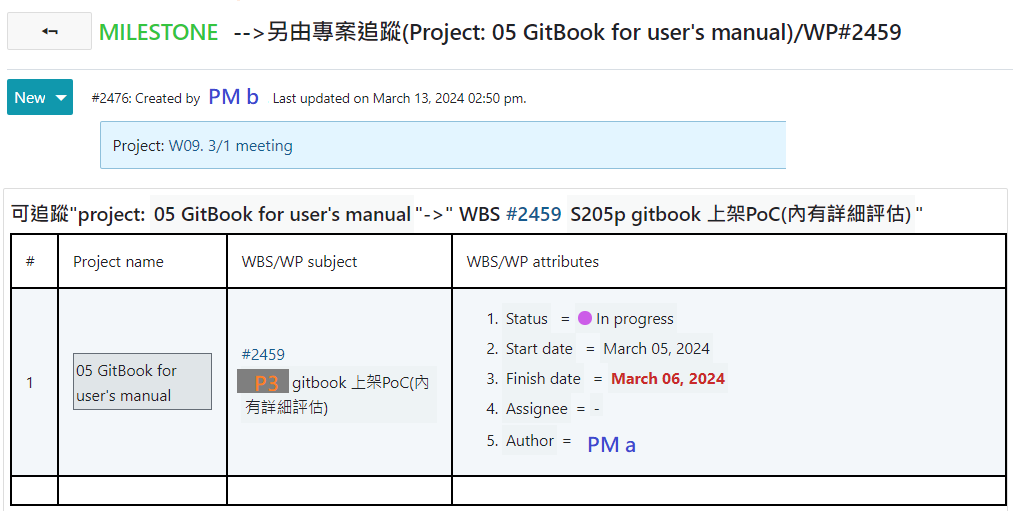 MILESTONE -->另由專案追蹤(Project: 05 GitBook for user's manual)/WP#2459
New #2476: Created by PM b Last updated on March 13, 2024 02:50 pm.
Project: W09. 3/1 meeting
可追蹤"project: 05 GitBook for user's manual "->" WBS #2459 S205p gitbook 上架PoC(內有詳細評估) "
# Project name WBS/WP subject WBS/WP attributes
1
05 GitBook for
user's manual
#2459
P3 gitbook 上架PoC(內
有詳細評估)
1. Status = In progress
2. Start date = March 05, 2024
3. Finish date = March 06, 2024
4. Assignee = -
5. Author = PM a